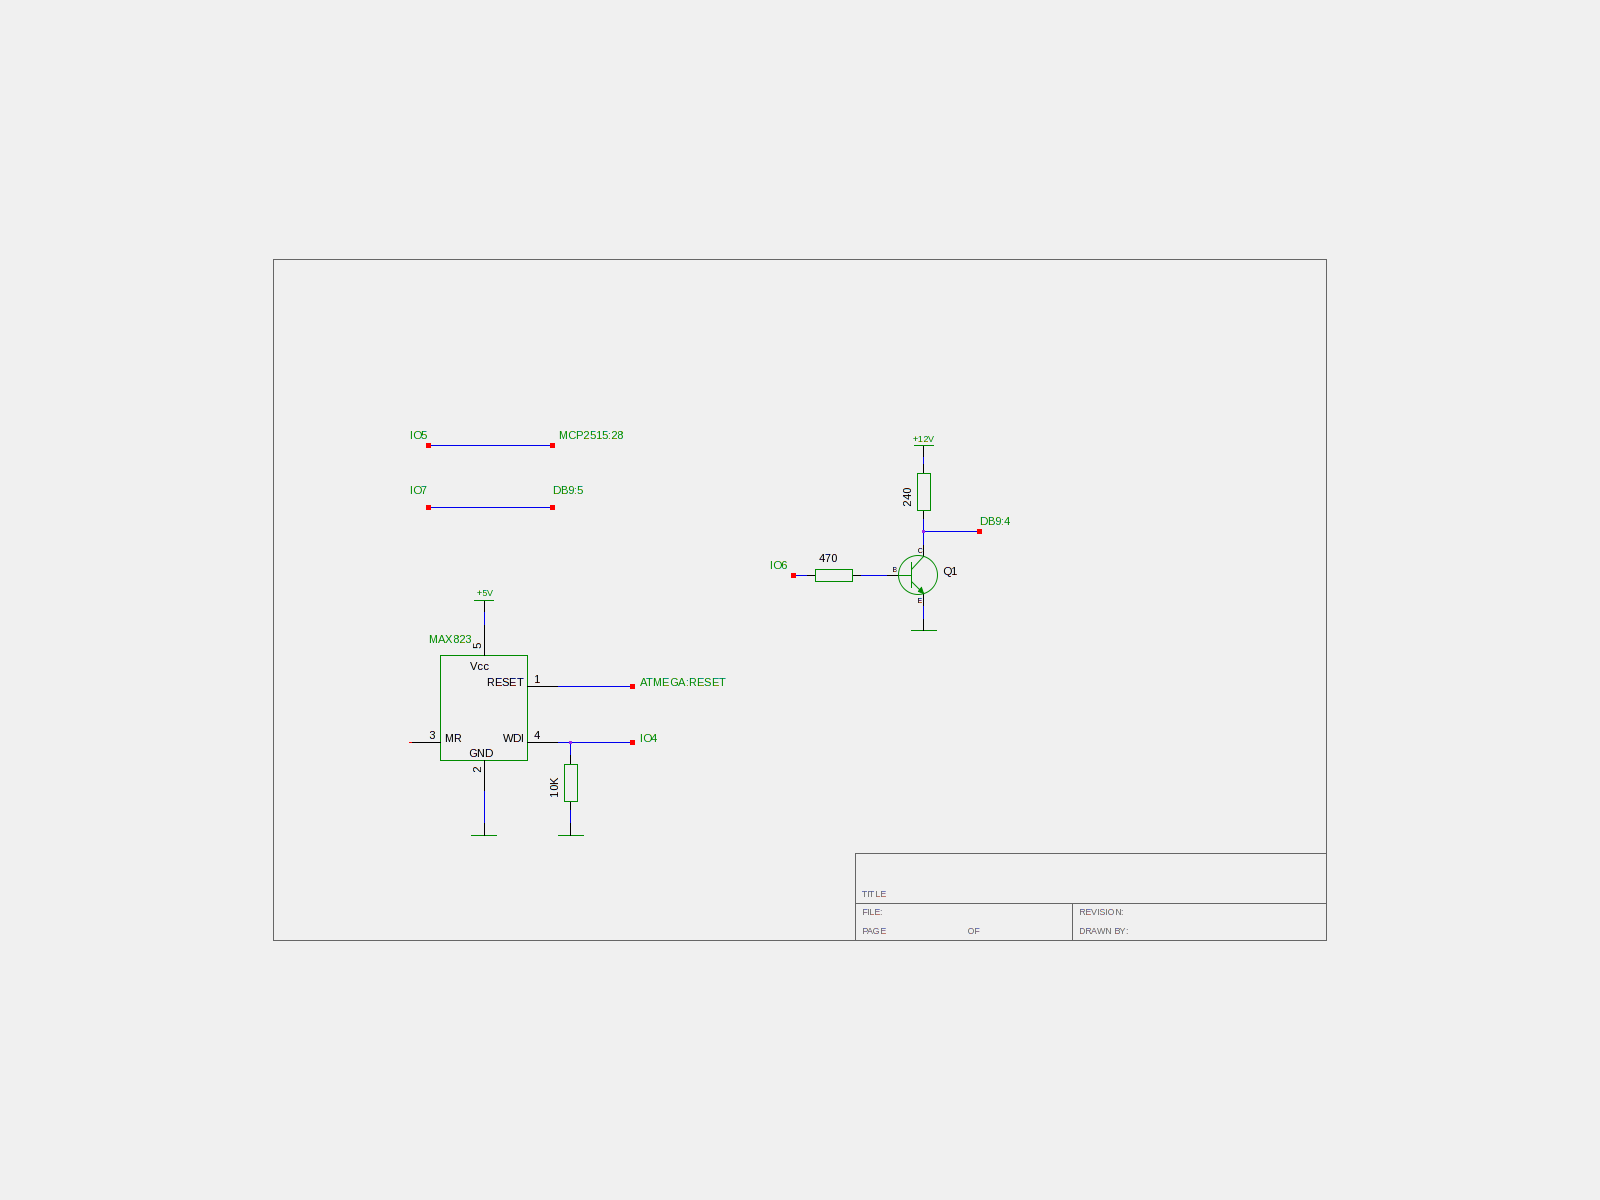 IO5
MCP2515:28
+12V
IO7
DB9:5
240
DB9:4
C
470
IO6
B
Q1
E
+5V
MAX823
5
Vcc
RESET
1
ATMEGA:RESET
3
MR
WDI
4
IO4
GND
2
10K
TITLE
FILE:
REVISION:
PAGE
OF
DRAWN BY: